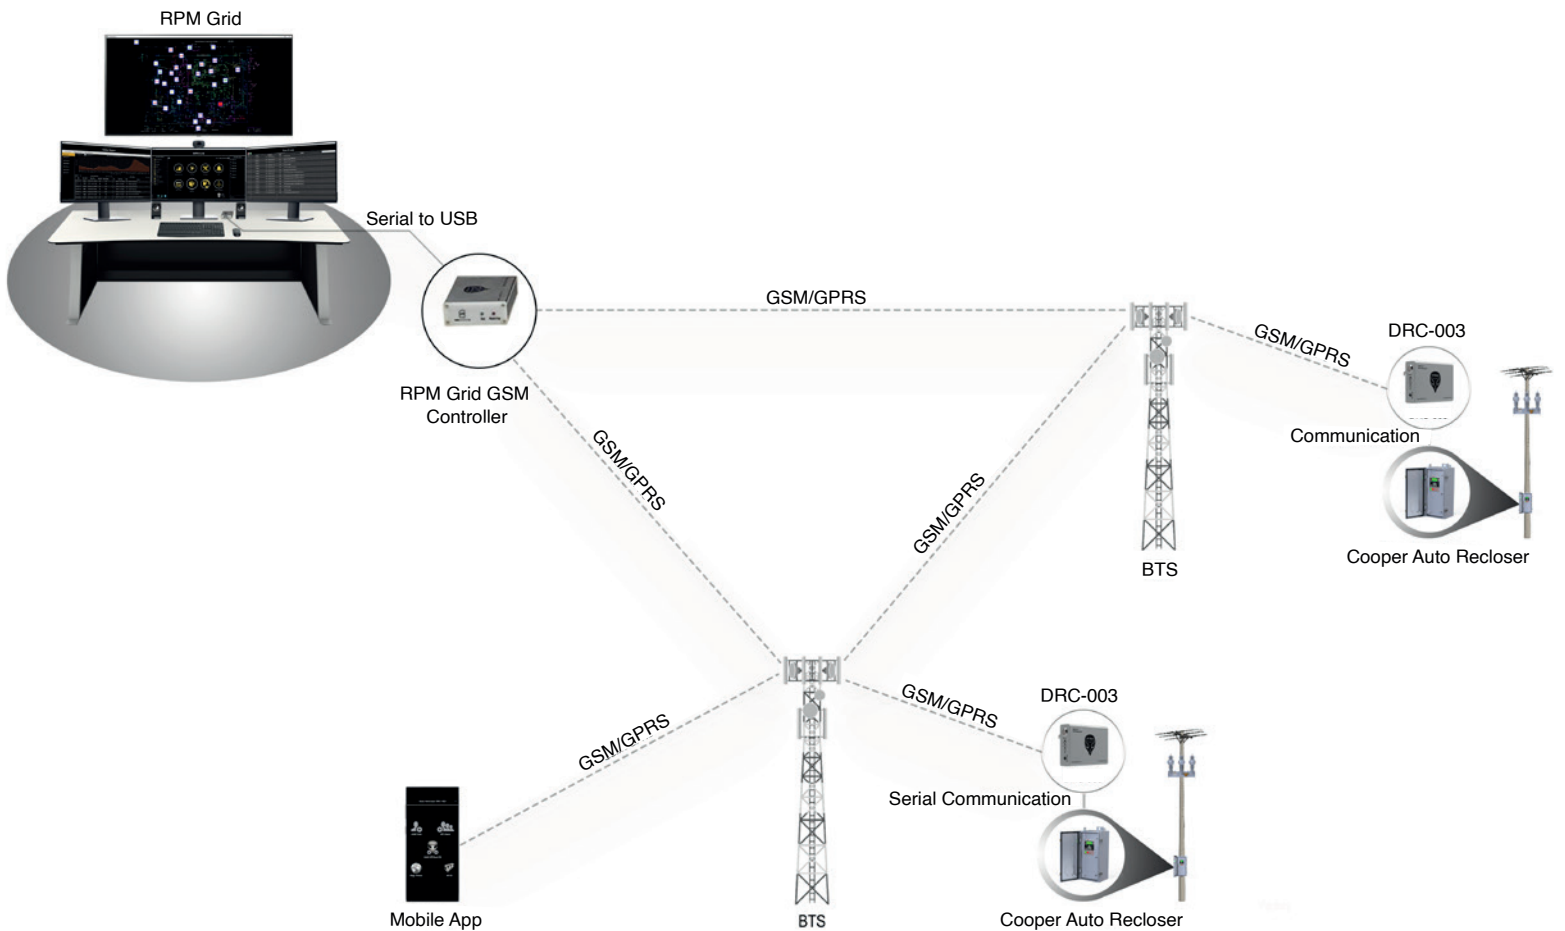 RPM Grid
Serial to USB
GSM/GPRS
RPM Grid GSM
Controller
GSM/GPRS
DRC-003
GSM/GPRS
Communication
GSM/GPRS
Cooper Auto Recloser
BTS
GSM/GPRS
GSM/GPRS
DRC-003
Serial Communication
Mobile App
BTS
Cooper Auto Recloser